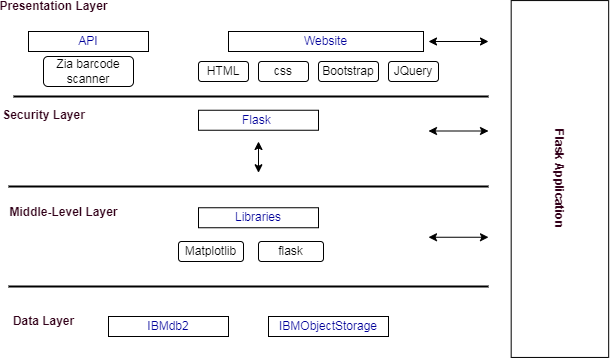 Presentation Layer
API
Website
Zia barcode
scanner
HTML
css
Bootstrap
JQuery
Security Layer
Flask
Flask Application
Middle-Level Layer
Libraries
Matplotlib
flask
Data Layer
IBMdb2
IBMObjectStorage